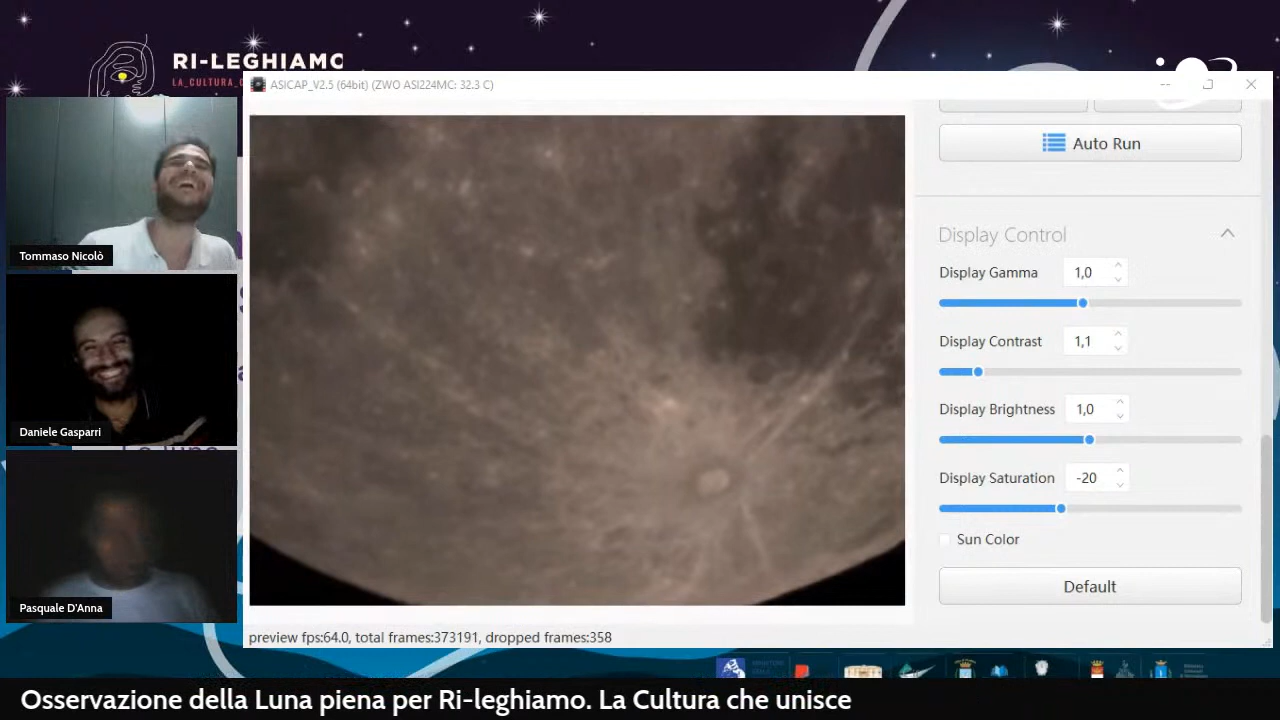 RI-LEGHIAMO
LA_CULTURA_
ASICAP_V2.5 (64bit) (ZWO ASI224MC: 32.3 C)
Auto Run
Display Control
Display Gamma 1,0
Display Contrast 1,1
Display Brightness 1,0
Display Saturation -20
Sun Color
Default
Tommaso Nicolò
Daniele Gasparri
Pasquale D'Anna
preview fps:64.0, total frames:373191, dropped frames:358
Osservazione della Luna piena per Ri-leghiamo. La Cultura che unisce